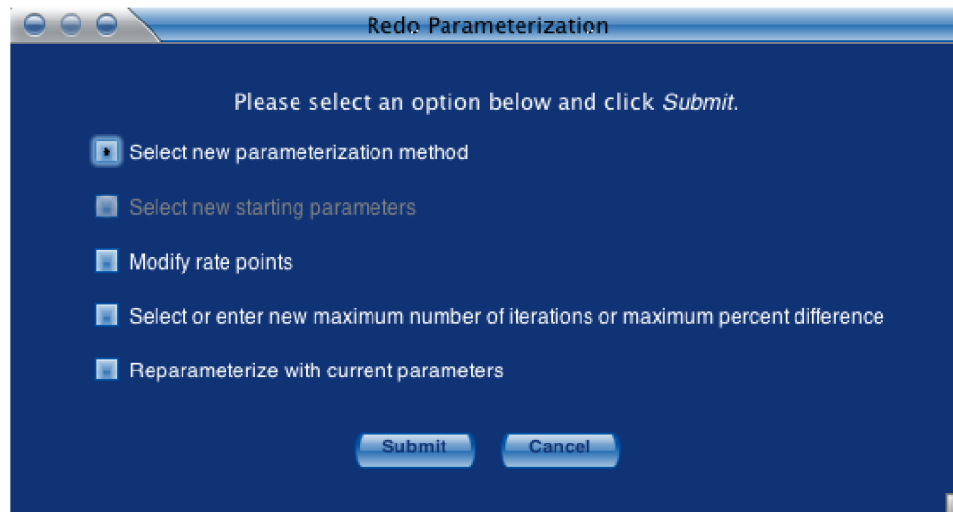 Redo Parameterization
Please select an option below and click Submit.
Select new parameterization method
Select new starting parameters
Modify rate points
Select or enter new maximum number of iterations or maximum percent difference
Reparameterize with current parameters
Submit Cancel